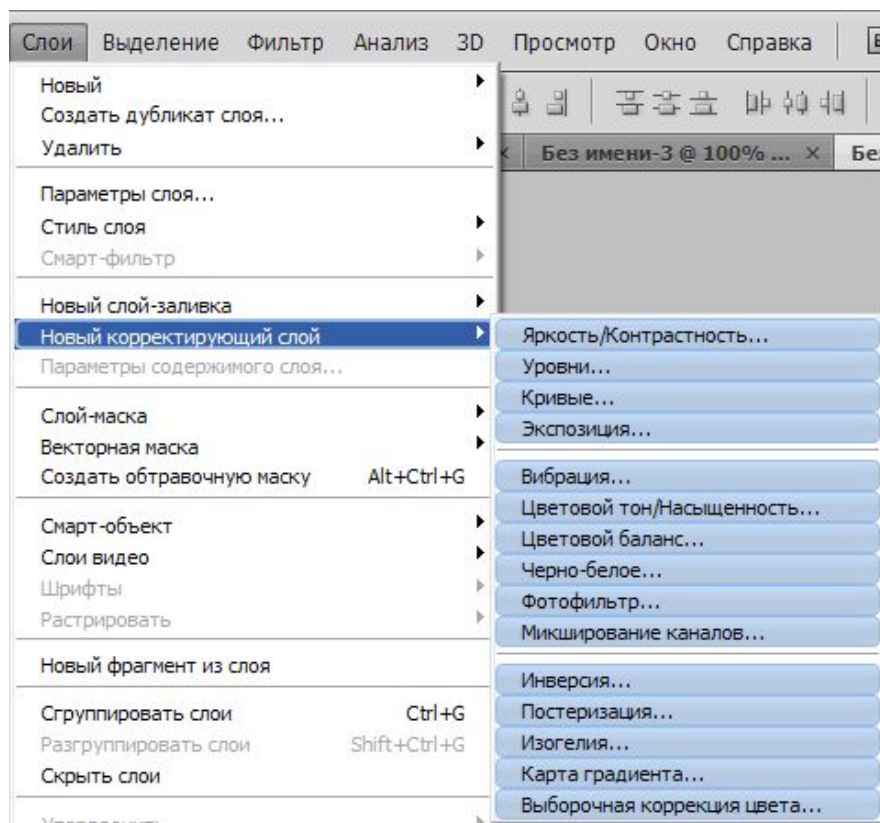 Слои Выделение Фильтр Анализ 3D Просмотр Окно Справка
Новый
Создать дубликат слоя...
Удалить
Без имени-3 @ 100% ... ×
Параметры слоя...
Стиль слоя
Смарт-фильтр
Новый слой-заливка
Новый корректирующий слой
Параметры содержимого слоя...
Слой-маска
Векторная маска
Создать обтравочную маску Alt+Ctrl+G
Смарт-объект
Слои видео
Шрифты
Растрировать
Новый фрагмент из слоя
Сгруппировать слои Ctrl+G
Разгруппировать слои Shift+Ctrl+G
Скрыть слои
Яркость/Контрастность...
Уровни...
Кривые...
Экспозиция...
Вибрация...
Цветовой тон/Насыщенность...
Цветовой баланс...
Черно-белое...
Фотофильтр...
Микширование каналов...
Инверсия...
Постеризация...
Изогелия...
Карта градиента...
Выборочная коррекция цвета...